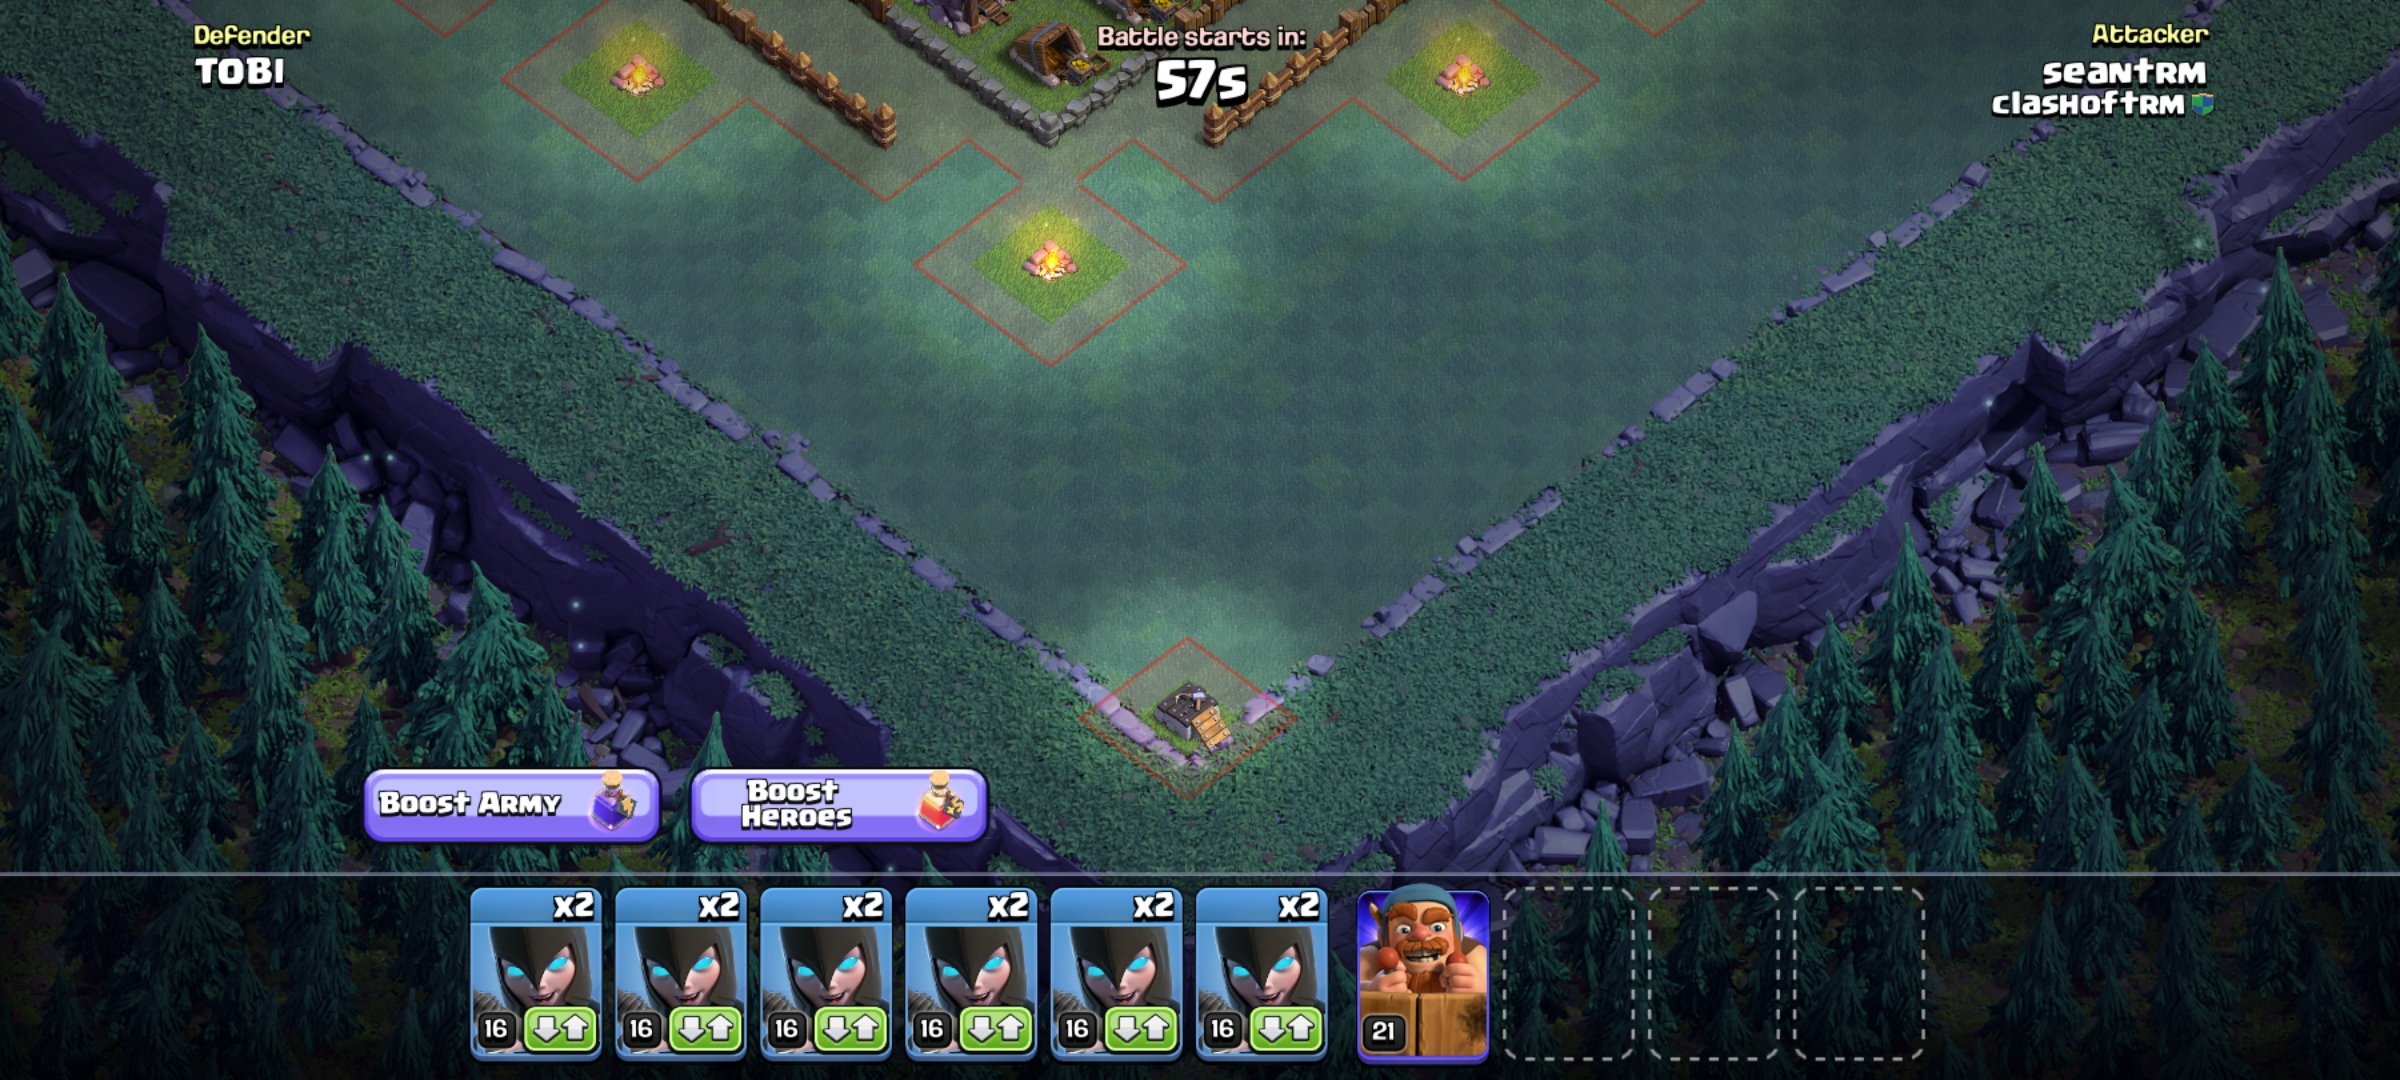 Defender
TOBI
Battle starts in:
57s
Attacker
seantRM
clashoftRM
Boost Army
Boost
Heroes
x2
x2
x2
x2
x2
x2
16
16
16
16
16
16
21